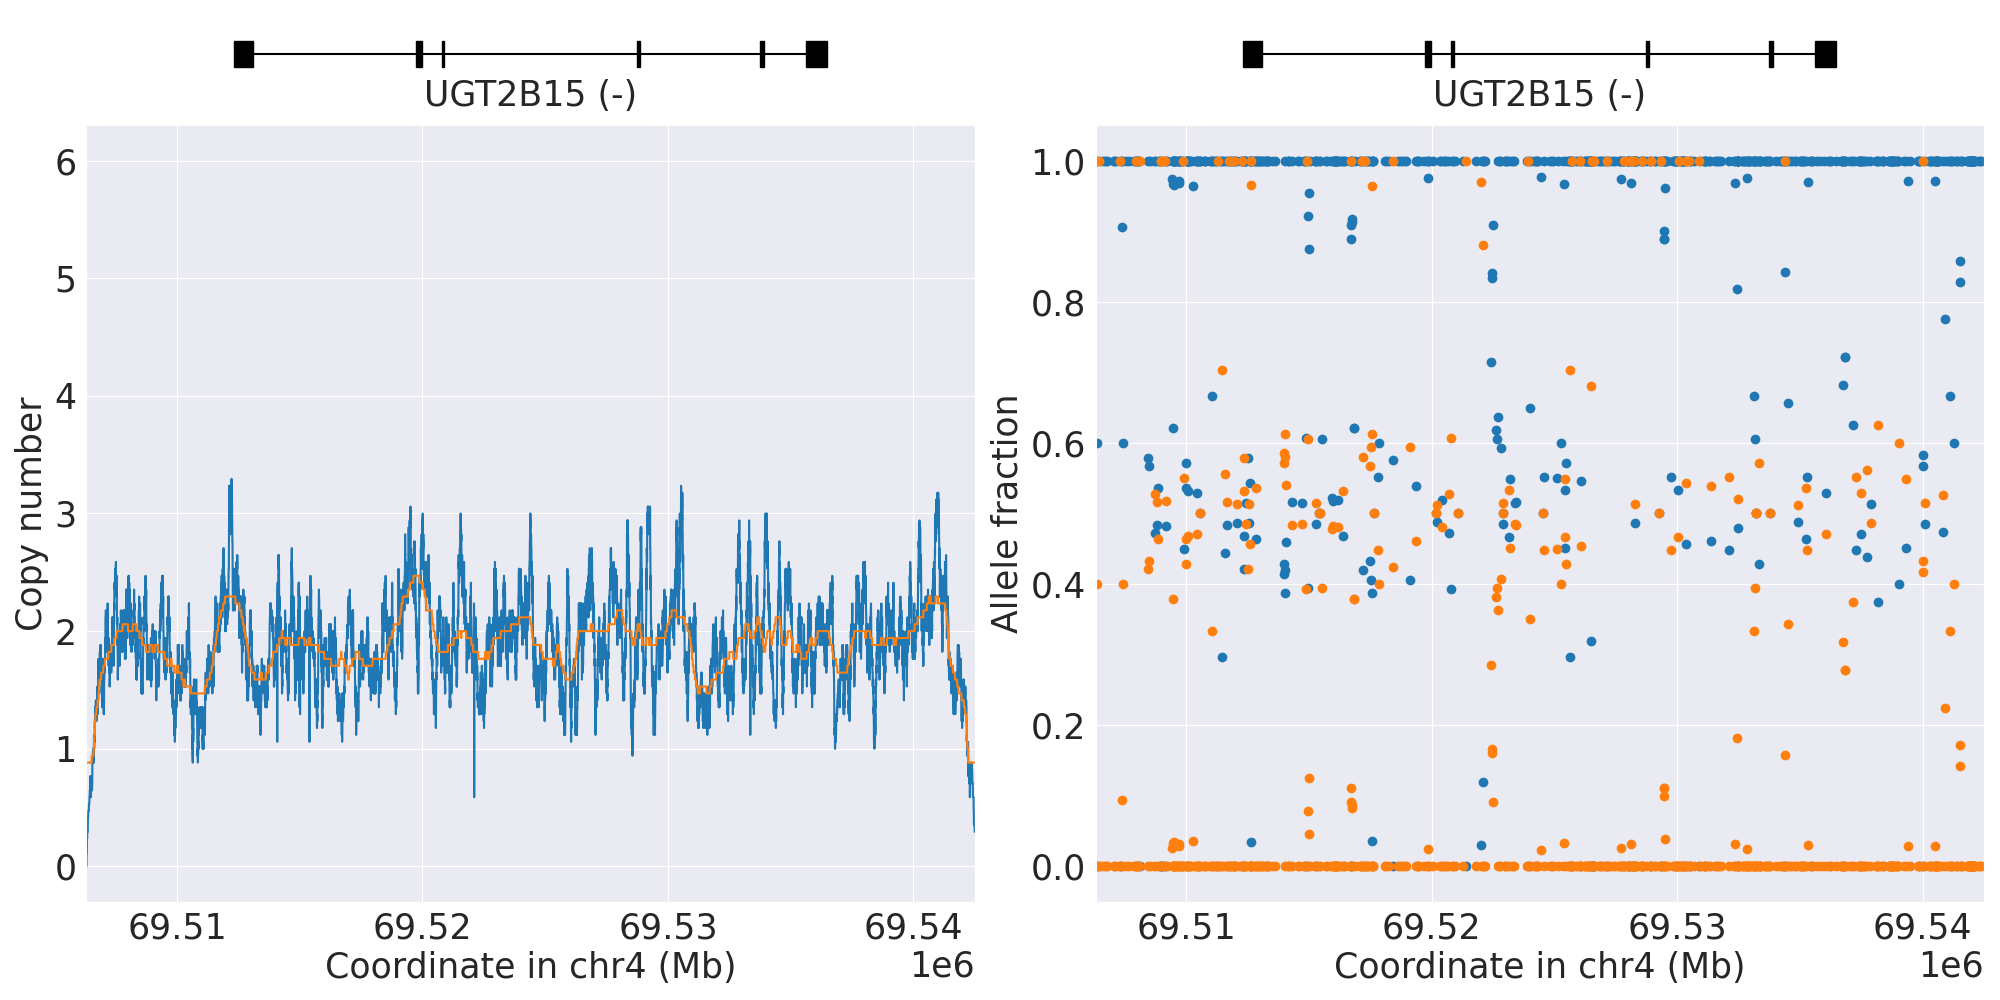 UGT2B15 (-)
Copy number
6
5
4
3
2
1
0
69.51 69.52 69.53 69.54
Coordinate in chr4 (Mb)
1e6
UGT2B15 (-)
Allele fraction
1.0
0.8
0.6
0.4
0.2
0.0
69.51 69.52 69.53 69.54
Coordinate in chr4 (Mb)
1e6